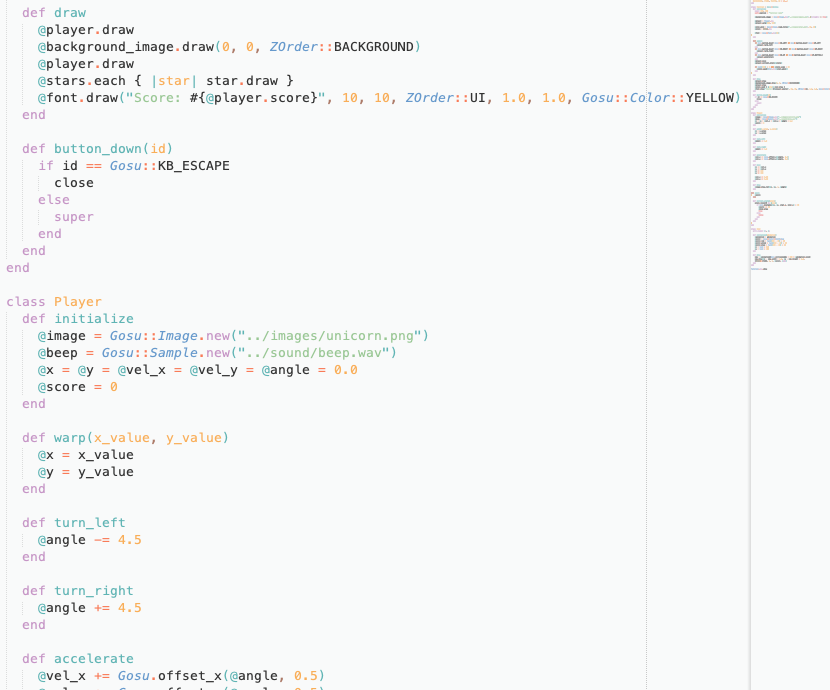 def draw
@player.draw
@background_image.draw(0, 0, ZOrder::BACKGROUND)
@player.draw
@stars.each { |star| star.draw }
@font.draw("Score: #{@player.score}", 10, 10, ZOrder::UI, 1.0, 1.0, Gosu::Color::YELLOW)
end
def button_down(id)
if id == Gosu::KB_ESCAPE
close
else
super
end
end
end
class Player
def initialize
@image = Gosu::Image.new("../images/unicorn.png")
@beep = Gosu::Sample.new("../sound/beep.wav")
@x = @y = @vel_x = @vel_y = @angle = 0.0
@score = 0
end
def warp(x_value, y_value)
@x = x_value
@y = y_value
end
def turn_left
@angle -= 4.5
end
def turn_right
@angle += 4.5
end
def accelerate
@vel_x += Gosu.offset_x(@angle, 0.5)